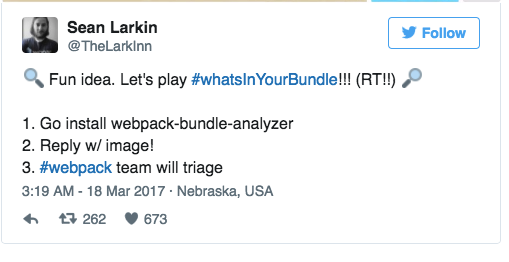 Sean Larkin
@TheLarkInn
Follow
🔍 Fun idea. Let's play #whatsInYourBundle!!! (RT!!) 🔎
1. Go install webpack-bundle-analyzer
2. Reply w/ image!
3. #webpack team will triage
3:19 AM - 18 Mar 2017 · Nebraska, USA
262 673